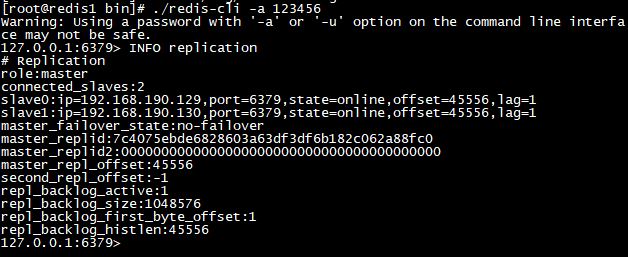 [root@redis1 bin]# ./redis-cli -a 123456
Warning: Using a password with '-a' or '-u' option on the command line interfa
ce may not be safe.
127.0.0.1:6379> INFO replication
# Replication
role:master
connected_slaves:2
slave0:ip=192.168.190.129,port=6379,state=online,offset=45556,lag=1
slave1:ip=192.168.190.130,port=6379,state=online,offset=45556,lag=1
master_failover_state:no-failover
master_replid:7c4075ebde6828603a63df3df6b182c062a88fc0
master_replid2:0000000000000000000000000000000000000000
master_repl_offset:45556
second_repl_offset:-1
repl_backlog_active:1
repl_backlog_size:1048576
repl_backlog_first_byte_offset:1
repl_backlog_histlen:45556
127.0.0.1:6379>